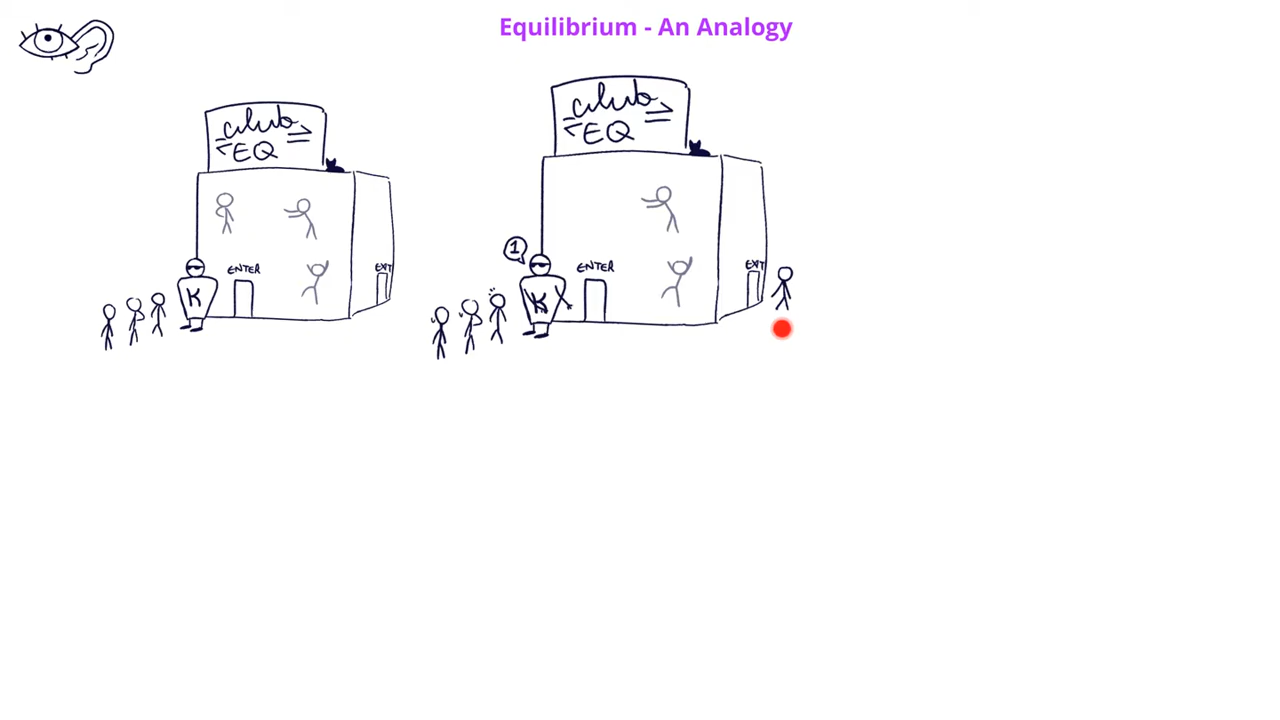 Equilibrium - An Analogy
club
EQ
ENTER
EXIT
K
club
EQ
1
ENTER
EXIT
K